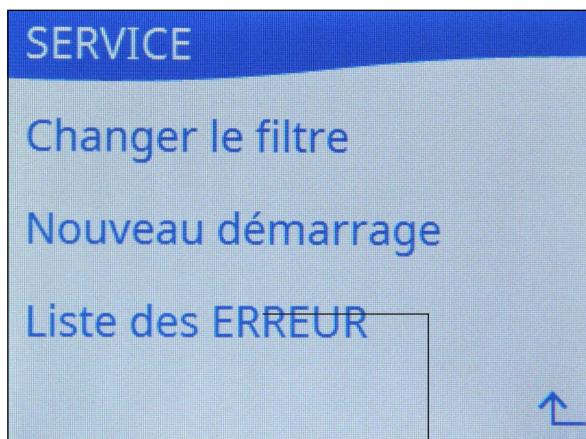 SERVICE
Changer le filtre
Nouveau démarrage
Liste des ERREUR